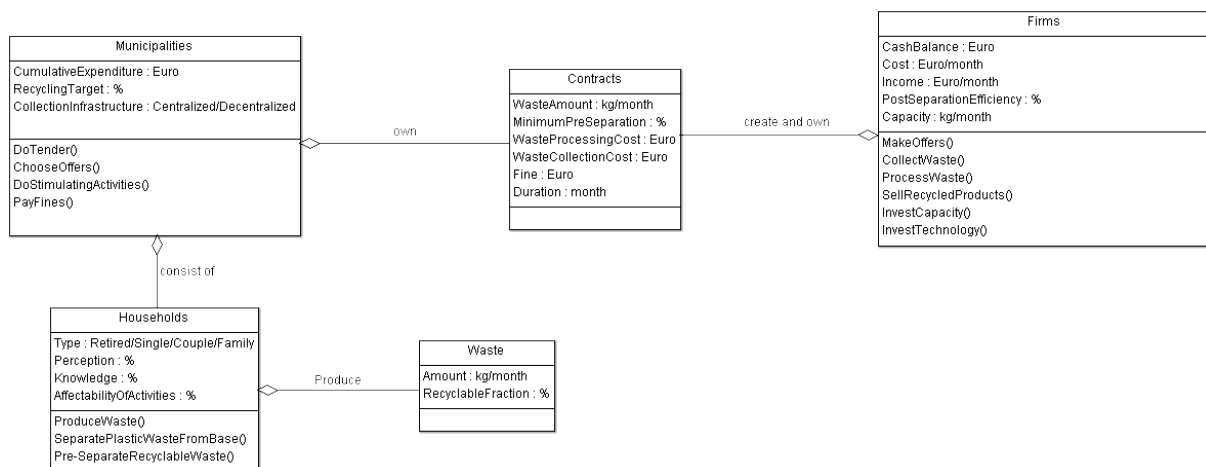 Municipalities
CumulativeExpenditure : Euro
RecyclingTarget : %
CollectionInfrastructure : Centralized/Decentralized
DoTender()
ChooseOffers()
DoStimulatingActivities()
PayFines()
own
Contracts
WasteAmount : kg/month
MinimumPreSeparation : %
WasteProcessingCost : Euro
WasteCollectionCost : Euro
Fine : Euro
Duration : month
create and own
Firms
CashBalance : Euro
Cost : Euro/month
Income : Euro/month
PostSeparationEfficiency : %
Capacity : kg/month
MakeOffers()
CollectWaste()
ProcessWaste()
SellRecycledProducts()
InvestCapacity()
InvestTechnology()
consist of
Households
Type : Retired/Single/Couple/Family
Perception : %
Knowledge : %
AffectabilityOfActivities : %
ProduceWaste()
SeparatePlasticWasteFromBase()
Pre-SeparateRecyclableWaste()
Produce
Waste
Amount : kg/month
RecyclableFraction : %